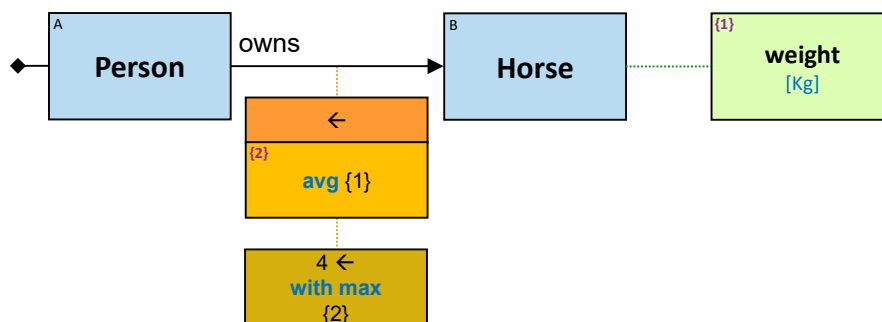 A
Person
owns
B
Horse
{1}
weight
[Kg]
←
{2}
avg {1}
4 ←
with max
{2}